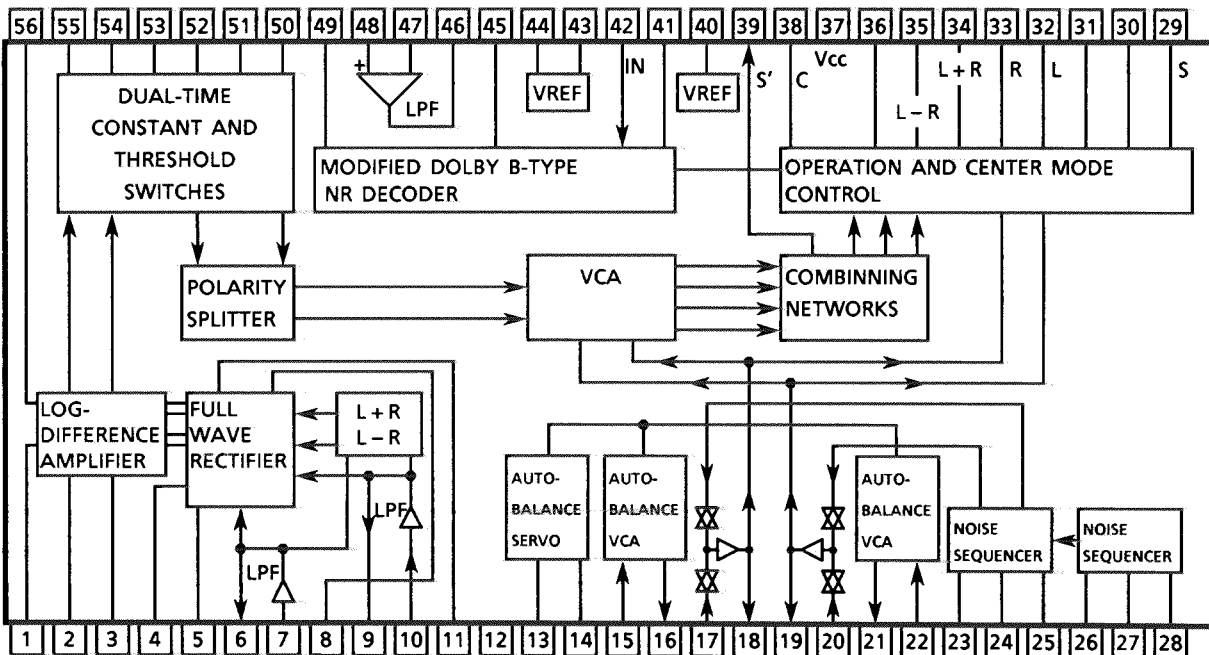 56 55 54 53 52 51 50 49 48 47 46 45 44 43 42 41 40 39 38 37 36 35 34 33 32 31 30 29
DUAL-TIME
CONSTANT AND
THRESHOLD
SWITCHES
+
LPF
VREF
IN
VREF
S'
C
Vcc
L-R
L+R
R
L
S
MODIFIED DOLBY B-TYPE
NR DECODER
OPERATION AND CENTER MODE
CONTROL
POLARITY
SPLITTER
VCA
COMBINNING
NETWORKS
LOG-
DIFFERENCE
AMPLIFIER
FULL
WAVE
RECTIFIER
L+R
L-R
LPF
LPF
AUTO-
BALANCE
SERVO
AUTO-
BALANCE
VCA
AUTO-
BALANCE
VCA
NOISE
SEQUENCER
NOISE
SEQUENCER
1 2 3 4 5 6 7 8 9 10 11 12 13 14 15 16 17 18 19 20 21 22 23 24 25 26 27 28